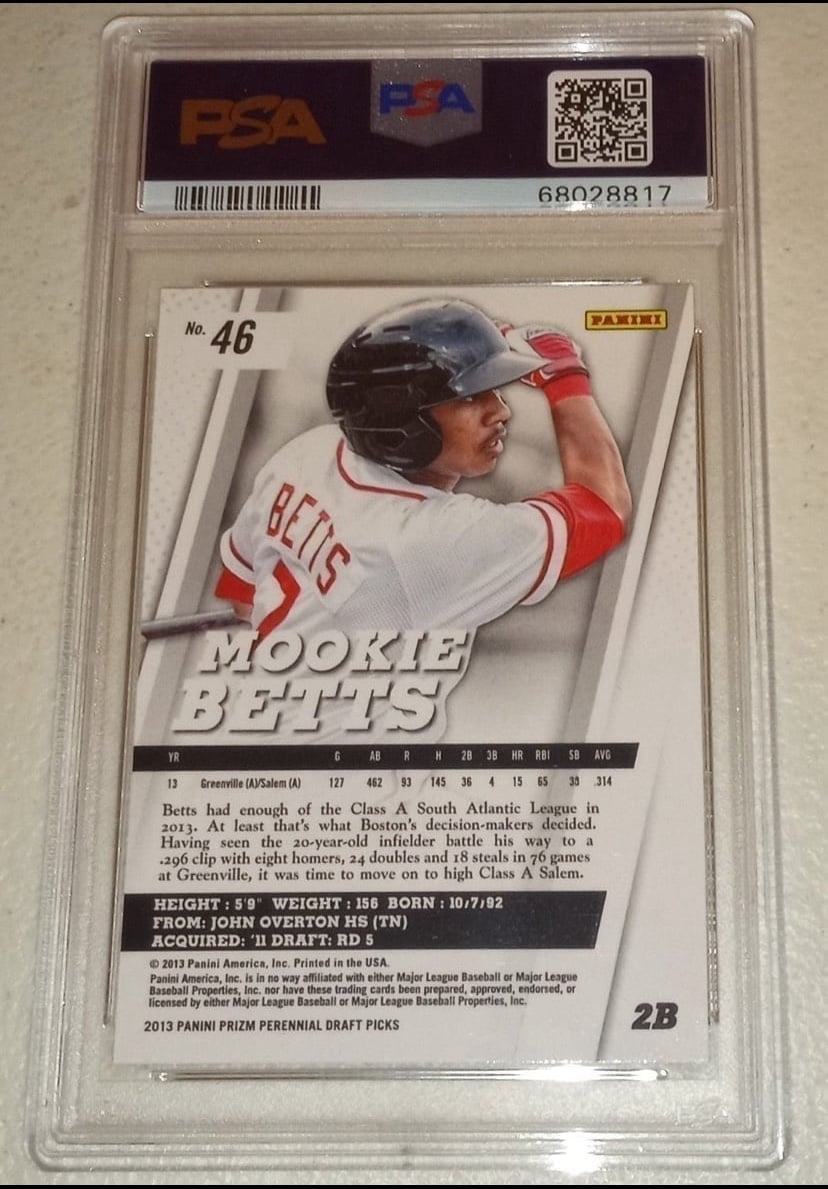 PSA
PSA
68028817
No. 46
PANINI
BETTS
MOOKIE
BETTS
YR G AB R H 2B 3B HR RBI SB AVG
13 Greenville (A)/Salem (A) 127 462 93 145 36 4 15 65 38 .314
Betts had enough of the Class A South Atlantic League in
2013. At least that's what Boston's decision-makers decided.
Having seen the 20-year-old infielder battle his way to a
.296 clip with eight homers, 24 doubles and 18 steals in 76 games
at Greenville, it was time to move on to high Class A Salem.
HEIGHT : 5'9" WEIGHT : 156 BORN : 10/7/92
FROM: JOHN OVERTON HS (TN)
ACQUIRED: '11 DRAFT: RD 5
© 2013 Panini America, Inc. Printed in the USA.
Panini America, Inc. is in no way affiliated with either Major League Baseball or Major League
Baseball Properties, Inc. nor have these trading cards been prepared, approved, endorsed, or
licensed by either Major League Baseball or Major League Baseball Properties, Inc.
2013 PANINI PRIZM PERENNIAL DRAFT PICKS
2B